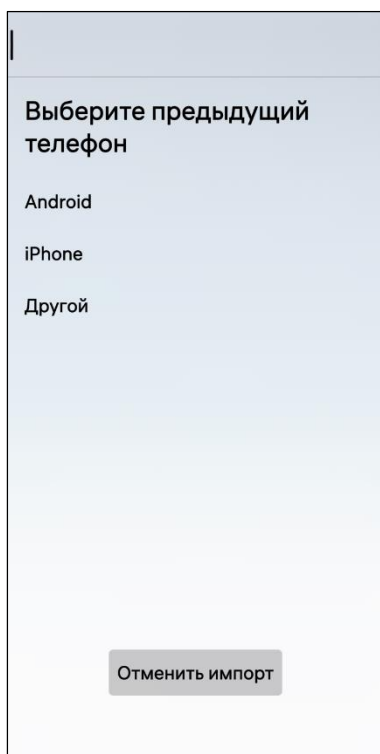 Выберите предыдущий
телефон
Android
iPhone
Другой
Отменить импорт